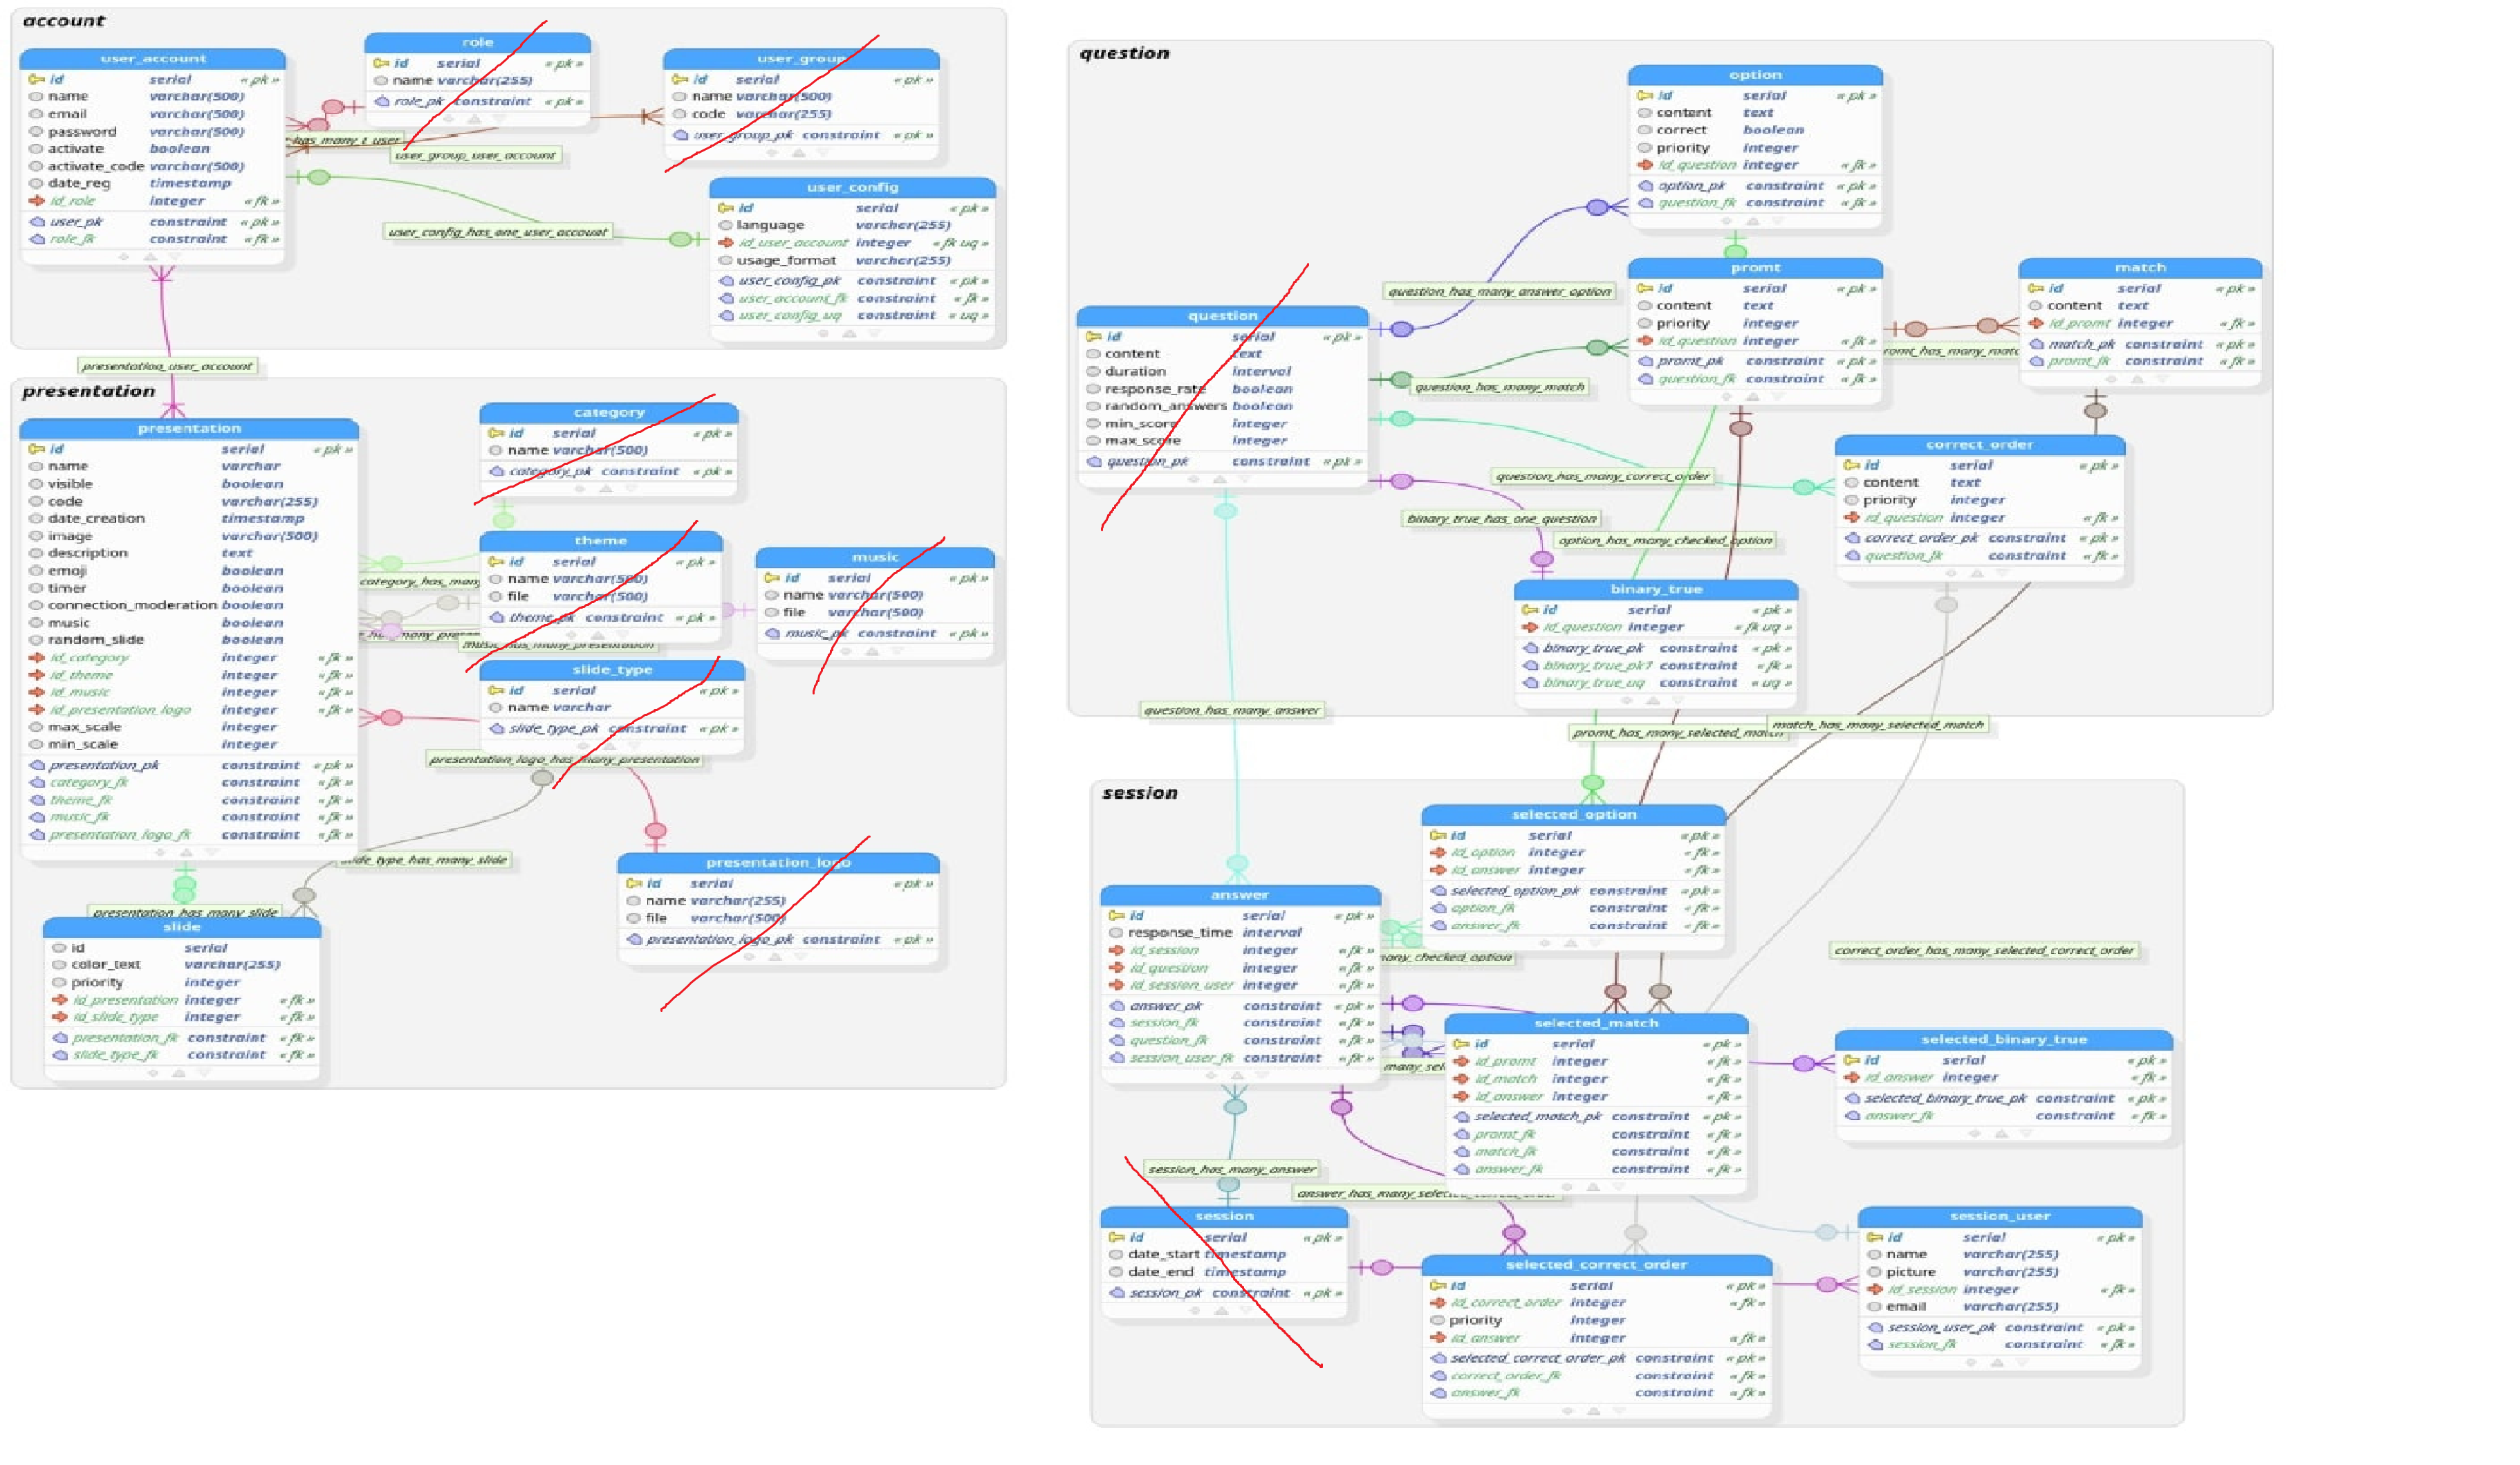 account
user_account
id serial « pk »
name varchar(500)
email varchar(500)
password varchar(500)
activate boolean
activate_code varchar(500)
date_reg timestamp
id_role integer « fk »
user_pk constraint « pk »
role_fk constraint « fk »
role
id serial « pk »
name varchar(255)
role_pk constraint « pk »
user_group
id serial « pk »
name varchar(500)
code varchar(255)
user_group_pk constraint « pk »
has_many_t_user
user_group_user_account
user_config_has_one_user_account
user_config
id serial « pk »
language varchar(255)
id_user_account integer « fk uq »
usage_format varchar(255)
user_config_pk constraint « pk »
user_account_fk constraint « fk »
user_config_uq constraint « uq »
presentation_user_account
presentation
presentation
id serial « pk »
name varchar
visible boolean
code varchar(255)
date_creation timestamp
image varchar(500)
description text
emoji boolean
timer boolean
connection_moderation boolean
music boolean
random_slide boolean
id_category integer « fk »
id_theme integer « fk »
id_music integer « fk »
id_presentation_logo integer « fk »
max_scale integer
min_scale integer
presentation_pk constraint « pk »
category_fk constraint « fk »
theme_fk constraint « fk »
music_fk constraint « fk »
presentation_logo_fk constraint « fk »
category
id serial « pk »
name varchar(500)
category_pk constraint « pk »
category_has_many
theme
id serial « pk »
name varchar(500)
file varchar(500)
theme_pk constraint « pk »
music
id serial « pk »
name varchar(500)
file varchar(500)
music_pk constraint « pk »
music_has_many_presentation
slide_type
id serial « pk »
name varchar
slide_type_pk constraint « pk »
presentation_logo_has_many_presentation
slide_type_has_many_slide
presentation_logo
id serial « pk »
name varchar(255)
file varchar(500)
presentation_logo_pk constraint « pk »
presentation_has_many_slide
slide
id serial
color_text varchar(255)
priority integer
id_presentation integer « fk »
id_slide_type integer « fk »
presentation_fk constraint « fk »
slide_type_fk constraint « fk »
question
option
id serial « pk »
content text
correct boolean
priority integer
id_question integer « fk »
option_pk constraint « pk »
question_fk constraint « fk »
question_has_many_answer_option
question
id serial « pk »
content text
duration interval
response_rate boolean
random_answers boolean
min_score integer
max_score integer
question_pk constraint « pk »
promt
id serial « pk »
content text
priority integer
id_question integer « fk »
promt_pk constraint « pk »
question_fk constraint « fk »
match
id serial « pk »
content text
id_promt integer « fk »
match_pk constraint « pk »
promt_fk constraint « fk »
question_has_many_match
question_has_many_correct_order
correct_order
id serial « pk »
content text
priority integer
id_question integer « fk »
correct_order_pk constraint « pk »
question_fk constraint « fk »
binary_true_has_one_question
option_has_many_checked_option
binary_true
id serial « pk »
id_question integer « fk uq »
binary_true_pk constraint « pk »
binary_true_pk1 constraint « fk »
binary_true_uq constraint « uq »
question_has_many_answer
promt_has_many_selected_match
match_has_many_selected_match
session
selected_option
id serial « pk »
id_option integer « fk »
id_answer integer « fk »
selected_option_pk constraint « pk »
option_fk constraint « fk »
answer_fk constraint « fk »
answer
id serial « pk »
response_time interval
id_session integer « fk »
id_question integer « fk »
id_session_user integer « fk »
answer_pk constraint « pk »
session_fk constraint « fk »
question_fk constraint « fk »
session_user_fk constraint « fk »
many_checked_option
correct_order_has_many_selected_correct_order
selected_match
id serial « pk »
id_promt integer « fk »
id_match integer « fk »
id_answer integer « fk »
selected_match_pk constraint « pk »
promt_fk constraint « fk »
match_fk constraint « fk »
answer_fk constraint « fk »
selected_binary_true
id serial « pk »
id_answer integer « fk »
selected_binary_true_pk constraint « pk »
answer_fk constraint « fk »
session_has_many_answer
answer_has_many_selected_correct_order
session
id serial « pk »
date_start timestamp
date_end timestamp
session_pk constraint « pk »
selected_correct_order
id serial « pk »
id_correct_order integer « fk »
priority integer
id_answer integer « fk »
selected_correct_order_pk constraint « pk »
correct_order_fk constraint « fk »
answer_fk constraint « fk »
session_user
id serial « pk »
name varchar(255)
picture varchar(255)
id_session integer « fk »
email varchar(255)
session_user_pk constraint « pk »
session_fk constraint « fk »